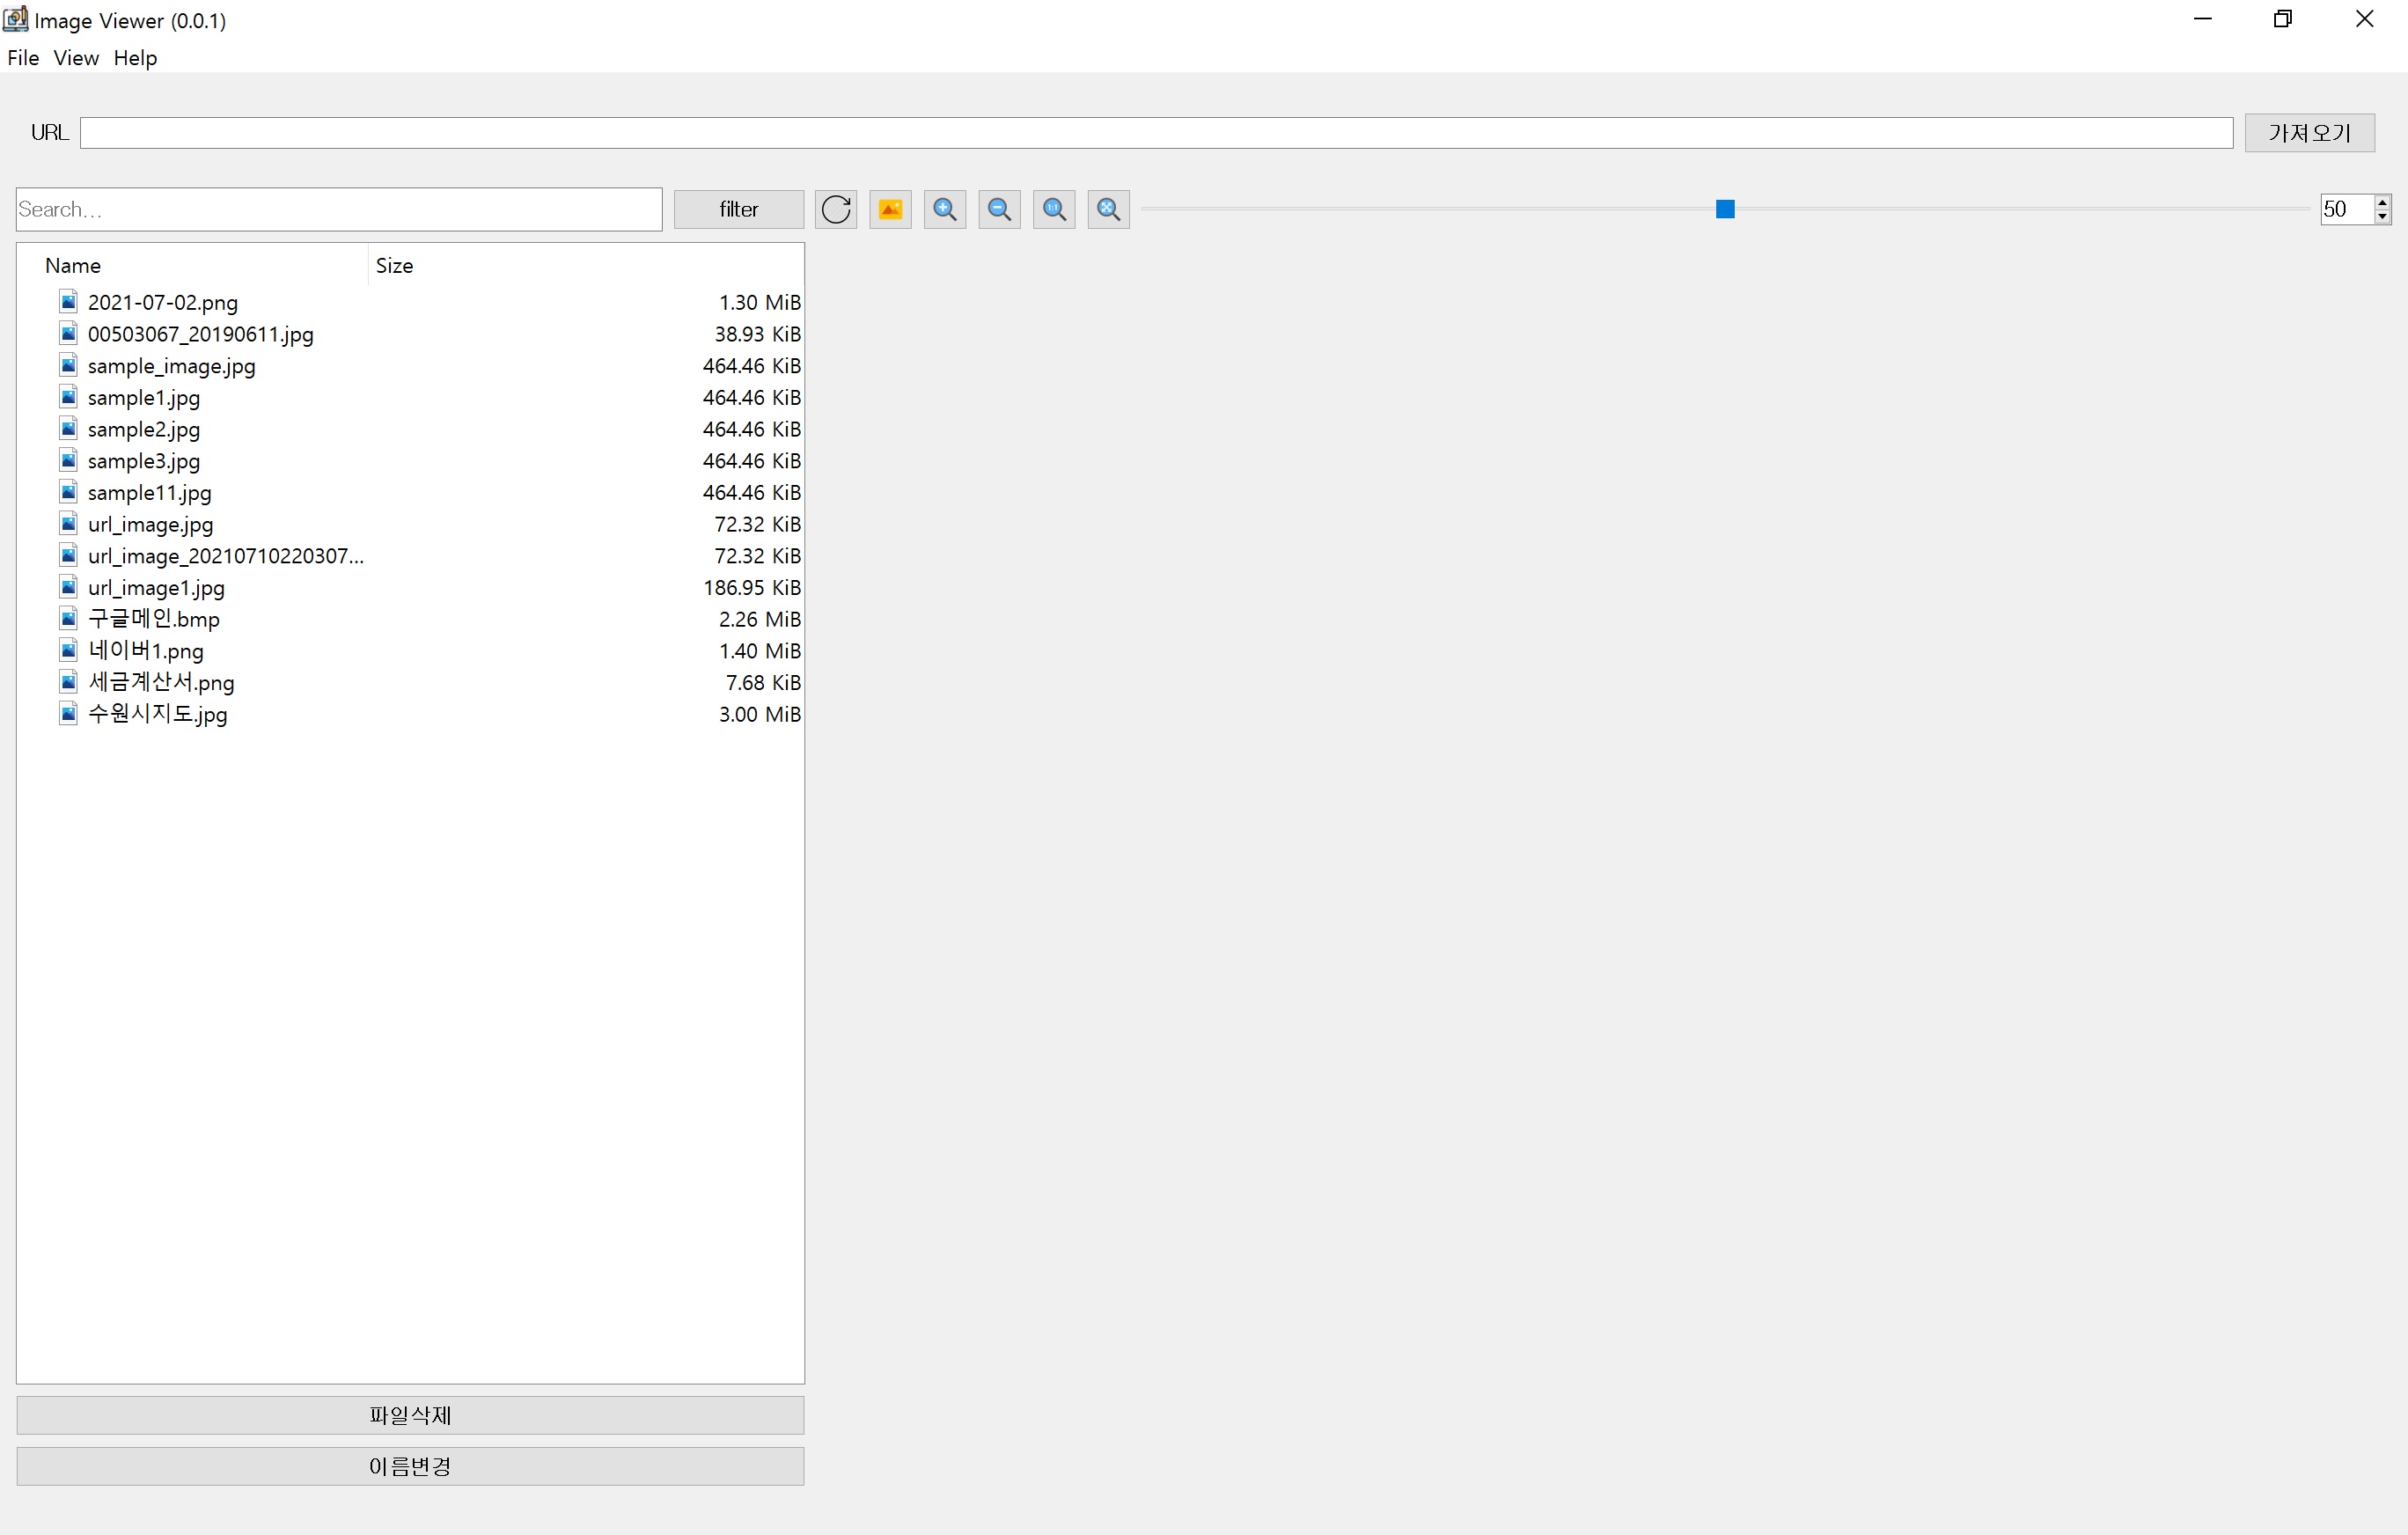 Image Viewer (0.0.1)
File View Help
URL 가져오기
Search... filter 1:1 50
Name Size
2021-07-02.png 1.30 MiB
00503067_20190611.jpg 38.93 KiB
sample_image.jpg 464.46 KiB
sample1.jpg 464.46 KiB
sample2.jpg 464.46 KiB
sample3.jpg 464.46 KiB
sample11.jpg 464.46 KiB
url_image.jpg 72.32 KiB
url_image_20210710220307... 72.32 KiB
url_image1.jpg 186.95 KiB
구글메인.bmp 2.26 MiB
네이버1.png 1.40 MiB
세금계산서.png 7.68 KiB
수원시지도.jpg 3.00 MiB
파일삭제
이름변경